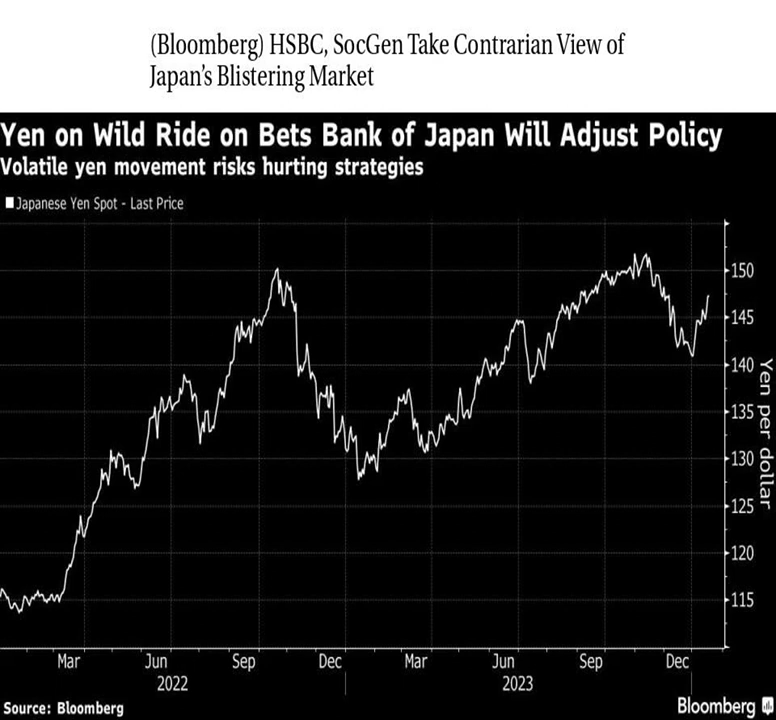 (Bloomberg) HSBC, SocGen Take Contrarian View of
Japan's Blistering Market
Yen on Wild Ride on Bets Bank of Japan Will Adjust Policy
Volatile yen movement risks hurting strategies
Japanese Yen Spot - Last Price
150
145
140
135
130
125
120
115
Yen per dollar
Mar Jun Sep Dec Mar Jun Sep Dec
2022 2023
Source: Bloomberg
Bloomberg